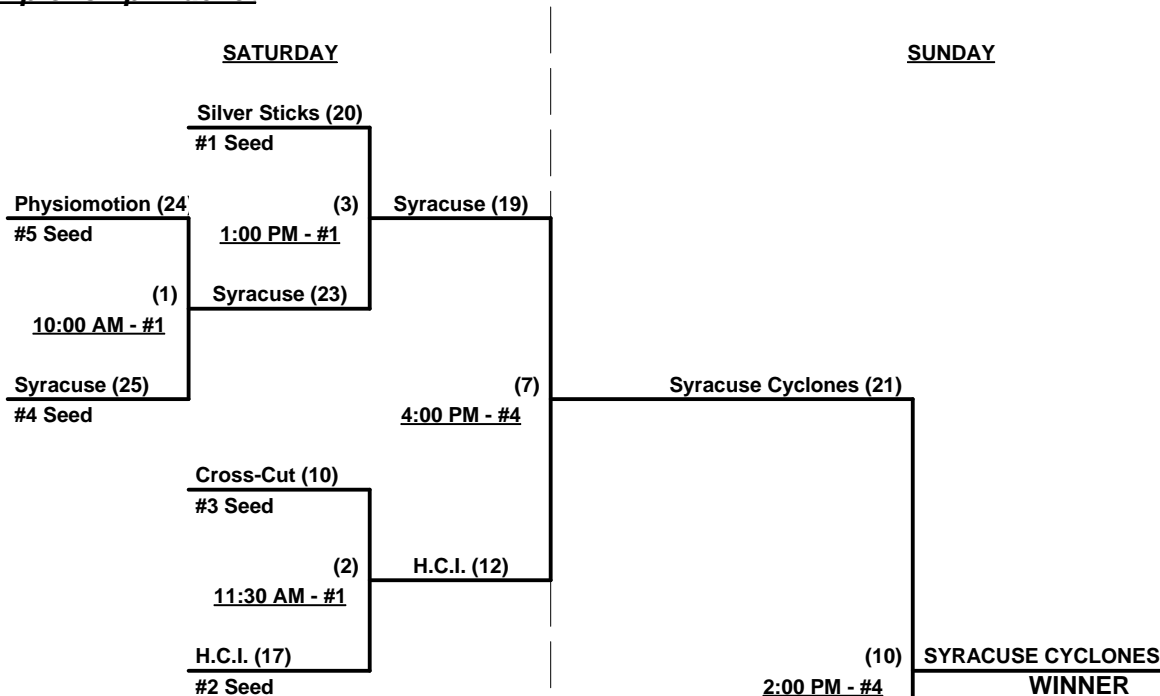 SATURDAY
SUNDAY
Silver Sticks (20)
#1 Seed
Physiomotion (24
(3)
Syracuse (19)
#5 Seed
1:00 PM - #1
(1)
Syracuse (23)
10:00 AM - #1
Syracuse (25)
(7)
Syracuse Cyclones (21)
#4 Seed
4:00 PM - #4
Cross-Cut (10)
#3 Seed
(2)
H.C.I. (12)
11:30 AM - #1
H.C.I. (17)
(10)
SYRACUSE CYCLONES
#2 Seed
2:00 PM - #4
WINNER